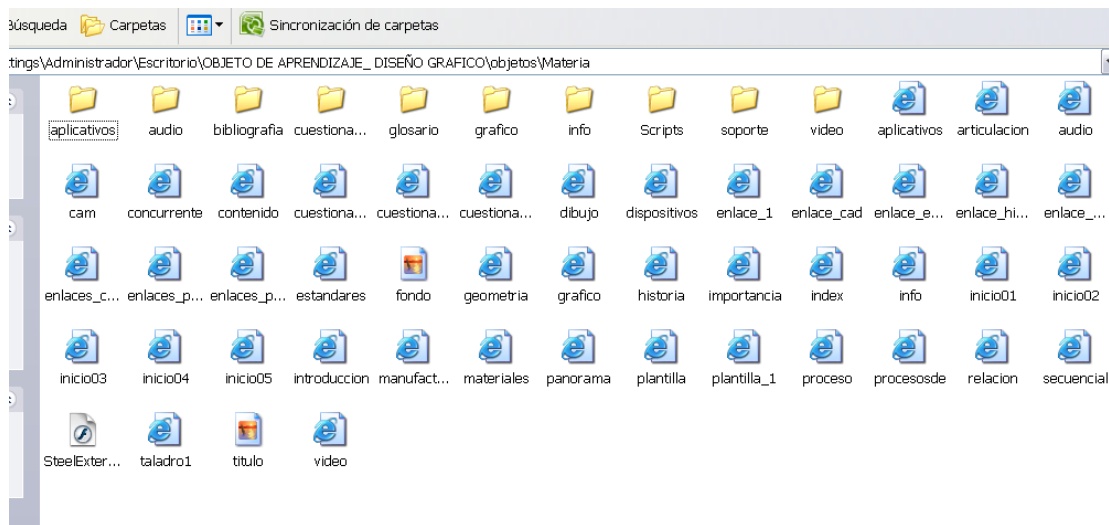 Búsqueda Carpetas Sincronización de carpetas
ttings\Administrador\Escritorio\OBJETO DE APRENDIZAJE_ DISEÑO GRAFICO\objetos\Materia
aplicativos audio bibliografia cuestiona... glosario grafico info Scripts soporte video aplicativos articulacion audio
cam concurrente contenido cuestiona... cuestiona... cuestiona... dibujo dispositivos enlace_1 enlace_cad enlace_e... enlace_hi... enlace_...
enlaces_c... enlaces_p... enlaces_p... estandares fondo geometria grafico historia importancia index info inicio01 inicio02
inicio03 inicio04 inicio05 introduccion manufact... materiales panorama plantilla plantilla_1 proceso procesosde relacion secuencial
SteelExter... taladro1 titulo video